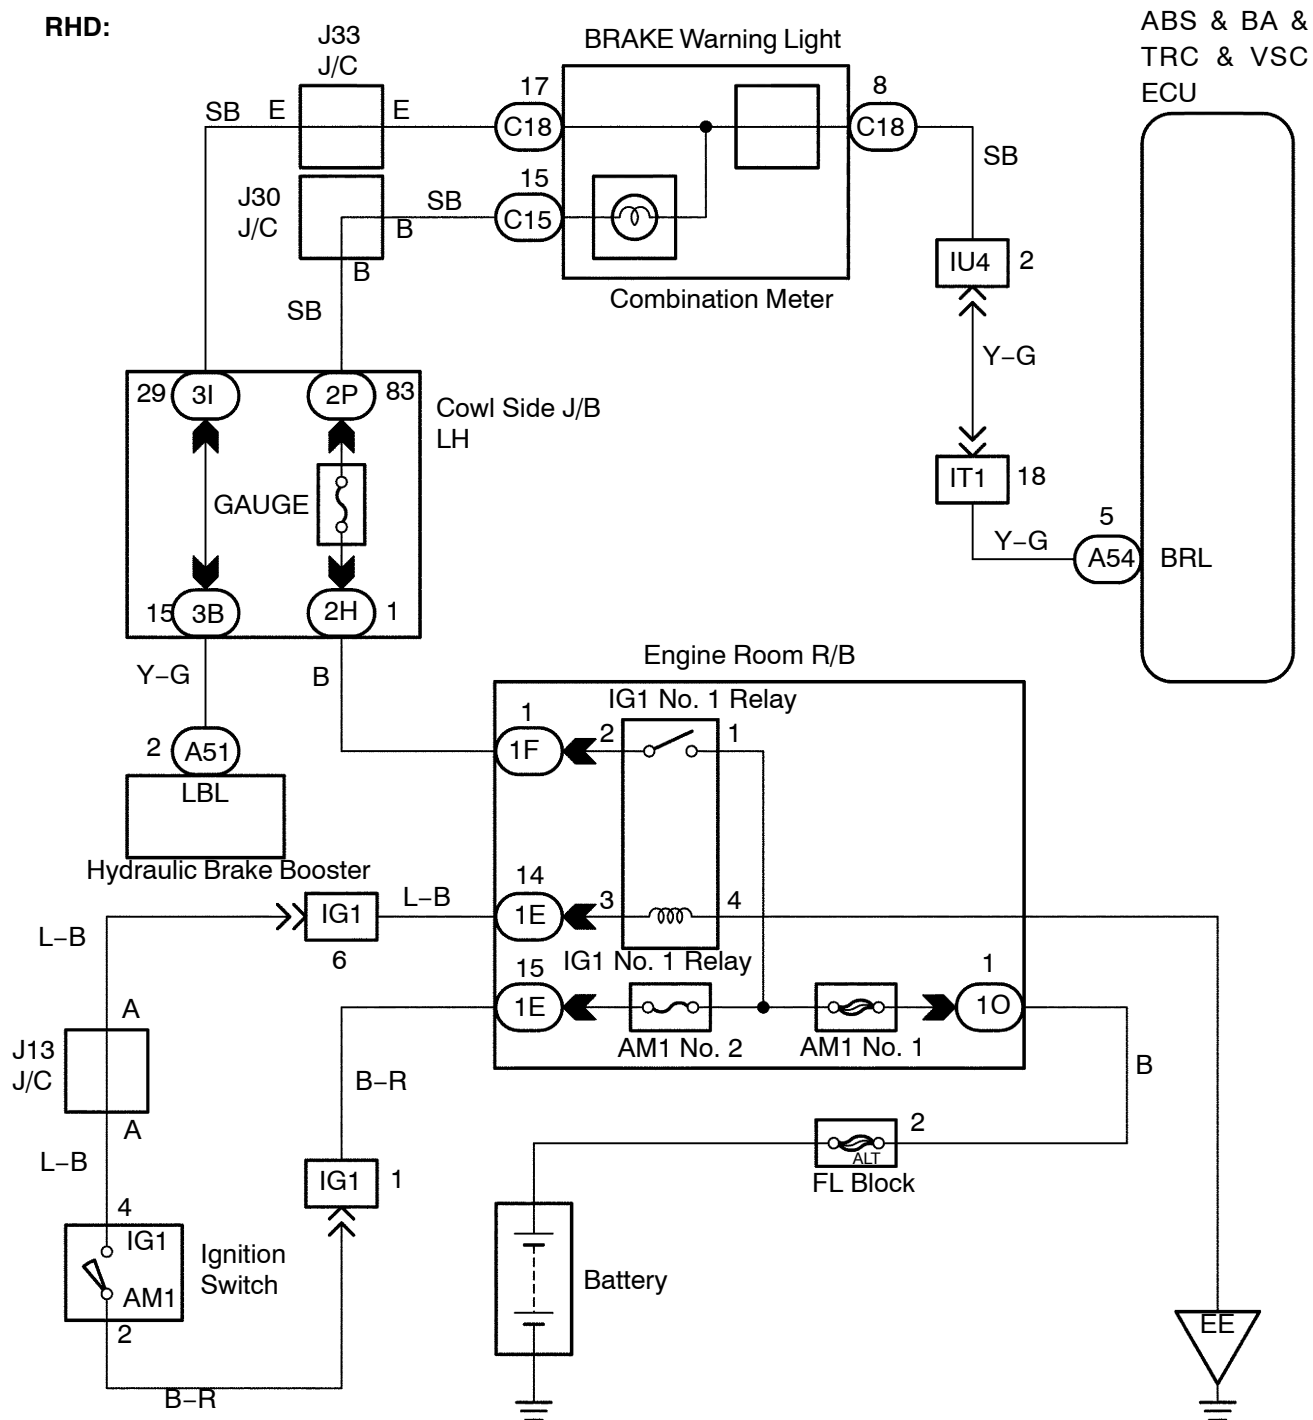 RHD:
ABS & BA &
TRC & VSC
ECU
J33
J/C
BRAKE Warning Light
SB
E
E
17
C18
8
C18
SB
J30
J/C
SB
B
B
15
C15
IU4
2
SB
Combination Meter
Y–G
29
3I
2P
83
Cowl Side J/B
LH
GAUGE
IT1
18
5
Y–G
A54
BRL
15
3B
2H
1
Y–G
B
Engine Room R/B
IG1 No. 1 Relay
2
A51
LBL
Hydraulic Brake Booster
1
1F
2
1
14
1E
3
4
L–B
IG1
L–B
6
L–B
IG1 No. 1 Relay
15
1E
1
1O
AM1 No. 2
AM1 No. 1
A
J13
J/C
A
B–R
B
L–B
IG1
1
2
ALT
FL Block
4
IG1
AM1
2
Ignition
Switch
Battery
EE
B–R